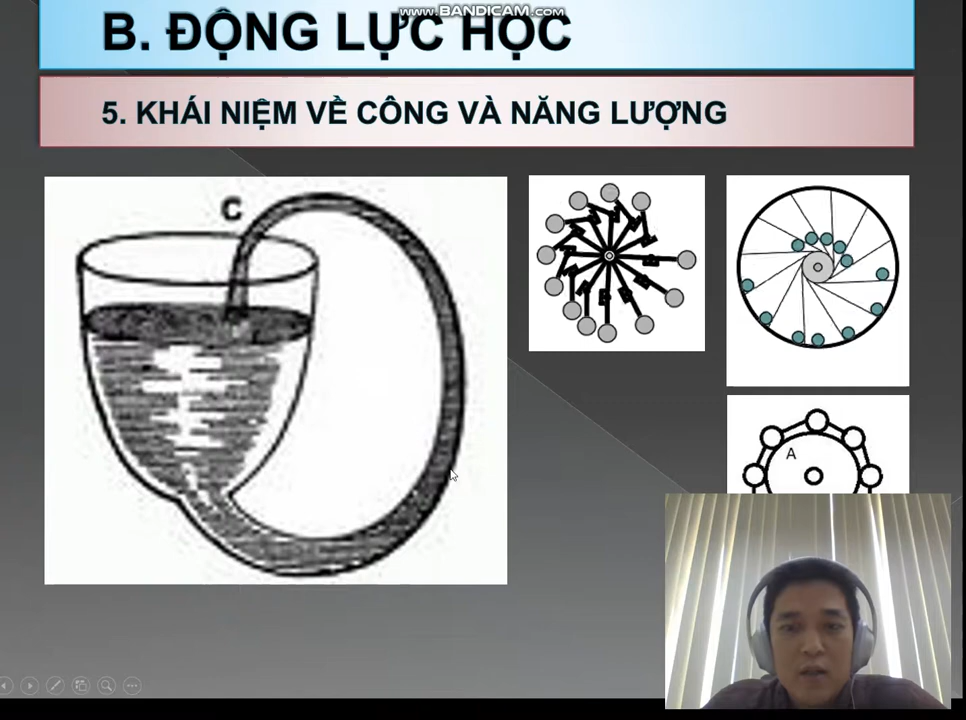 www.BANDICAM.com
B. ĐỘNG LỰC HỌC
5. KHÁI NIỆM VỀ CÔNG VÀ NĂNG LƯỢNG
C
A